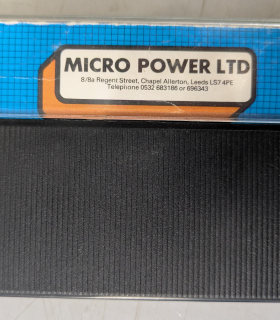 MICRO POWER LTD
8/8a Regent Street, Chapel Allerton, Leeds LS7 4PE
Telephone 0532 683186 or 696343